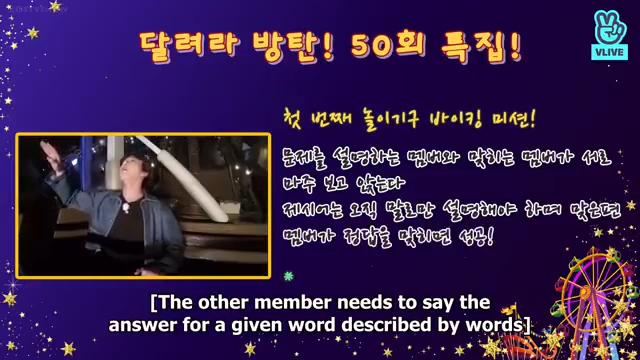 달려라 방탄! 50회 특집!
VLIVE
첫 번째 놀이기구 바이킹 미션!
문제를 설명하는 멤버와 맞히는 멤버가 서로
마주 보고 앉는다
제시어는 오직 말로만 설명해야 하며 맞은편
멤버가 정답을 맞히면 성공!
[The other member needs to say the
answer for a given word described by words]